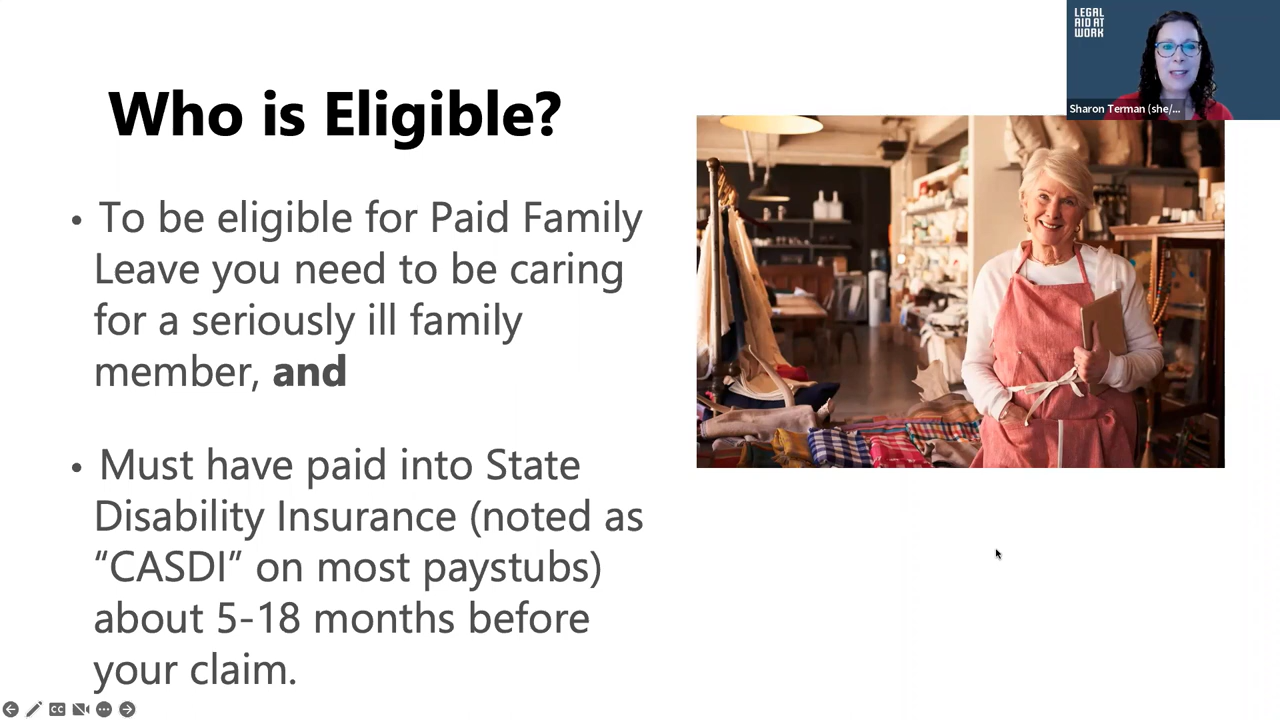 LEGAL
AID AT
WORK
Sharon Terman (she/...
Who is Eligible?
• To be eligible for Paid Family
Leave you need to be caring
for a seriously ill family
member, and
• Must have paid into State
Disability Insurance (noted as
“CASDI” on most paystubs)
about 5-18 months before
your claim.
CC